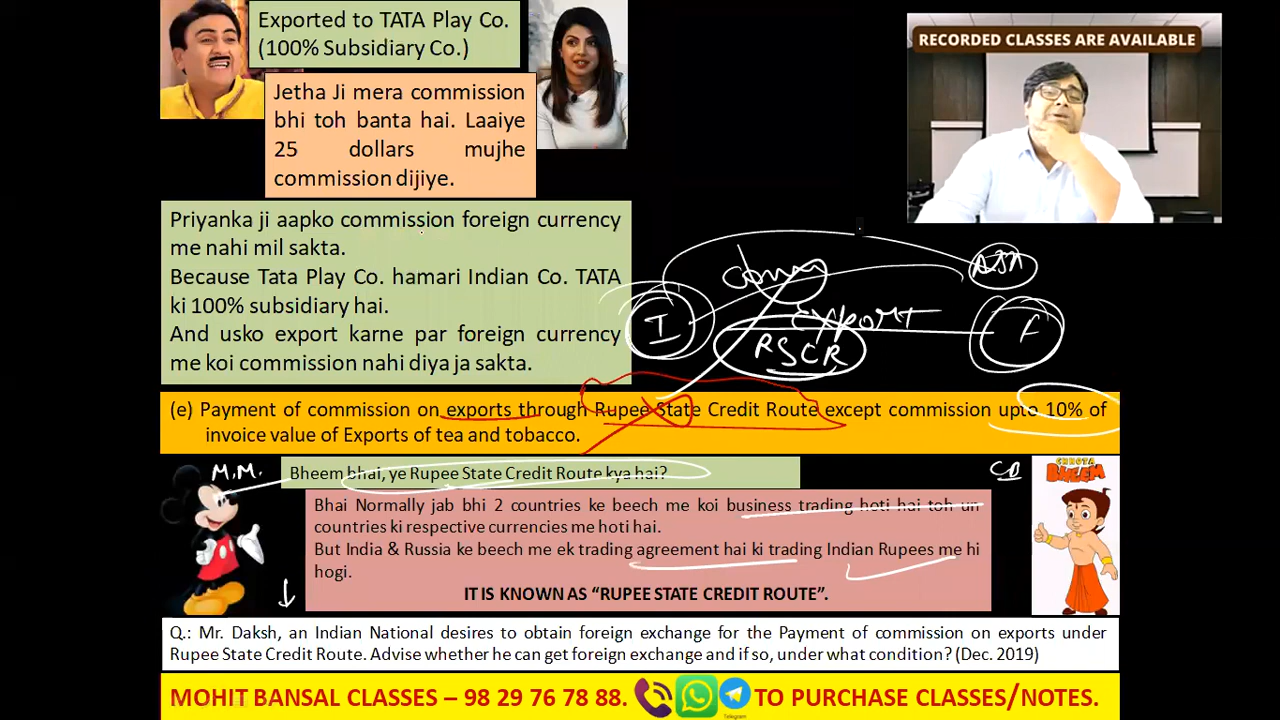 Exported to TATA Play Co.
(100% Subsidiary Co.)
RECORDED CLASSES ARE AVAILABLE
Jetha Ji mera commission
bhi toh banta hai. Laaiye
25 dollars mujhe
commission dijiye.
Priyanka ji aapko commission foreign currency
me nahi mil sakta.
Because Tata Play Co. hamari Indian Co. TATA
ki 100% subsidiary hai.
And usko export karne par foreign currency
me koi commission nahi diya ja sakta.
I
export
F
RSCR
(e) Payment of commission on exports through Rupee State Credit Route except commission upto 10% of
invoice value of Exports of tea and tobacco.
M.M.
Bheem bhai, ye Rupee State Credit Route kya hai?
CB
CHHOTA
BHEEM
Bhai Normally jab bhi 2 countries ke beech me koi business trading hoti hai toh un
countries ki respective currencies me hoti hai.
But India & Russia ke beech me ek trading agreement hai ki trading Indian Rupees me hi
hogi.
IT IS KNOWN AS “RUPEE STATE CREDIT ROUTE”.
Q.: Mr. Daksh, an Indian National desires to obtain foreign exchange for the Payment of commission on exports under
Rupee State Credit Route. Advise whether he can get foreign exchange and if so, under what condition? (Dec. 2019)
MOHIT BANSAL CLASSES – 98 29 76 78 88. TO PURCHASE CLASSES/NOTES.
Telegram